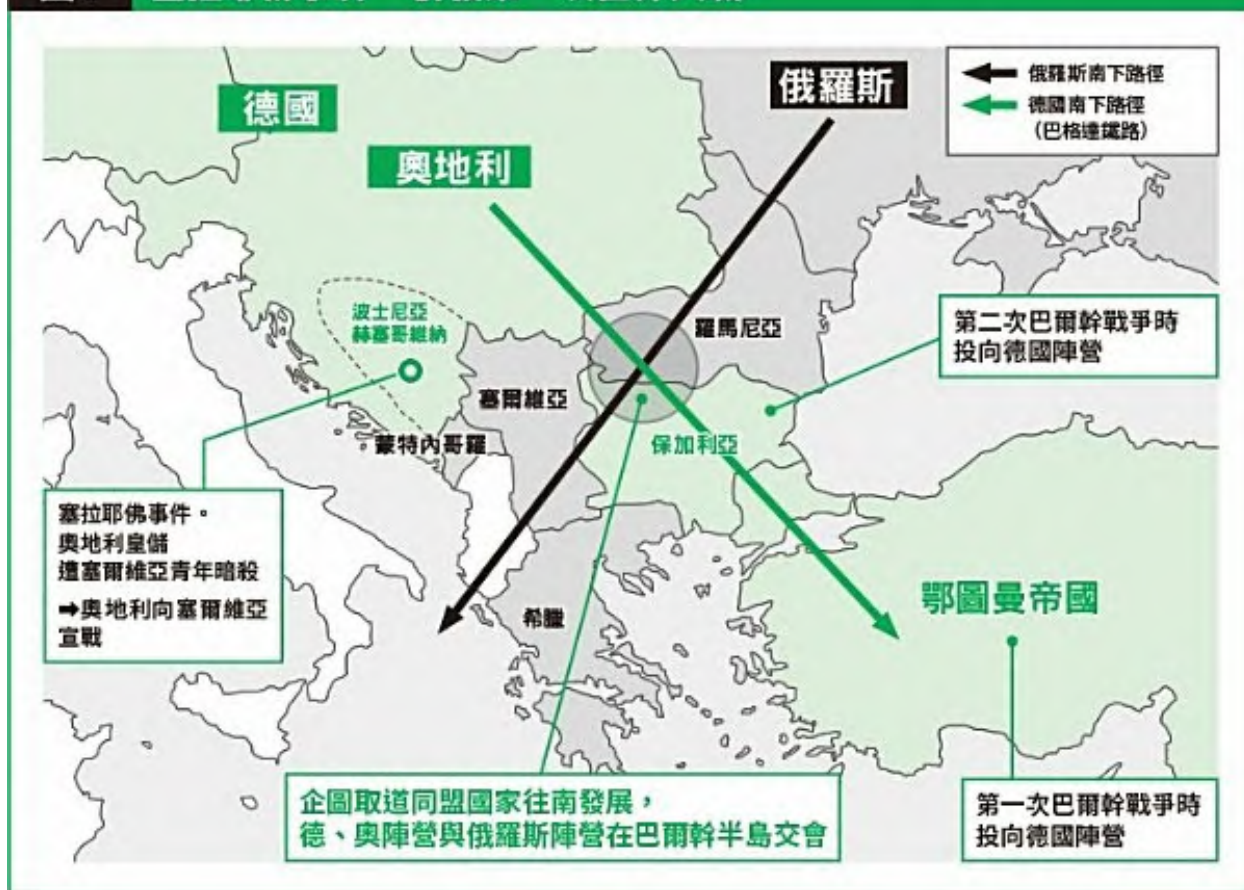 德國
奧地利
俄羅斯
俄羅斯南下路徑
德國南下路徑
（巴格達鐵路）
波士尼亞
赫塞哥維納
羅馬尼亞
第二次巴爾幹戰爭時
投向德國陣營
塞爾維亞
蒙特內哥羅
保加利亞
塞拉耶佛事件。
奧地利皇儲
遭塞爾維亞青年暗殺
➡奧地利向塞爾維亞
宣戰
希臘
鄂圖曼帝國
企圖取道同盟國家往南發展，
德、奧陣營與俄羅斯陣營在巴爾幹半島交會
第一次巴爾幹戰爭時
投向德國陣營